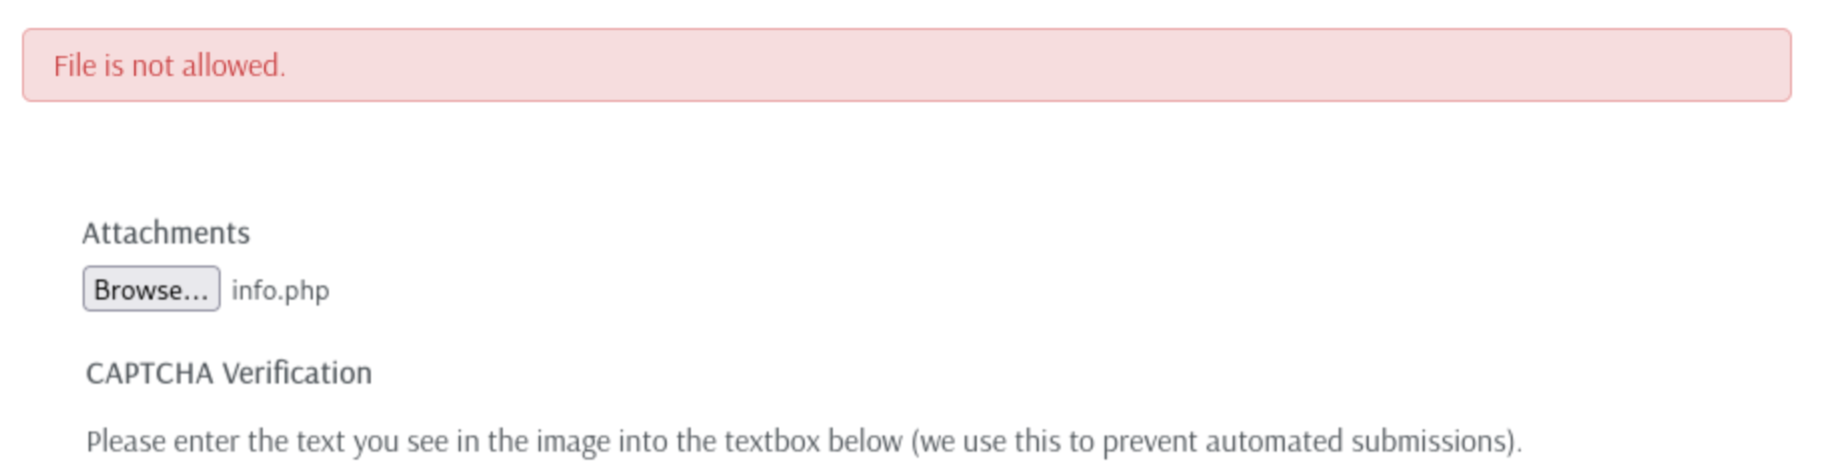 File is not allowed.
Attachments
Browse... info.php
CAPTCHA Verification
Please enter the text you see in the image into the textbox below (we use this to prevent automated submissions).